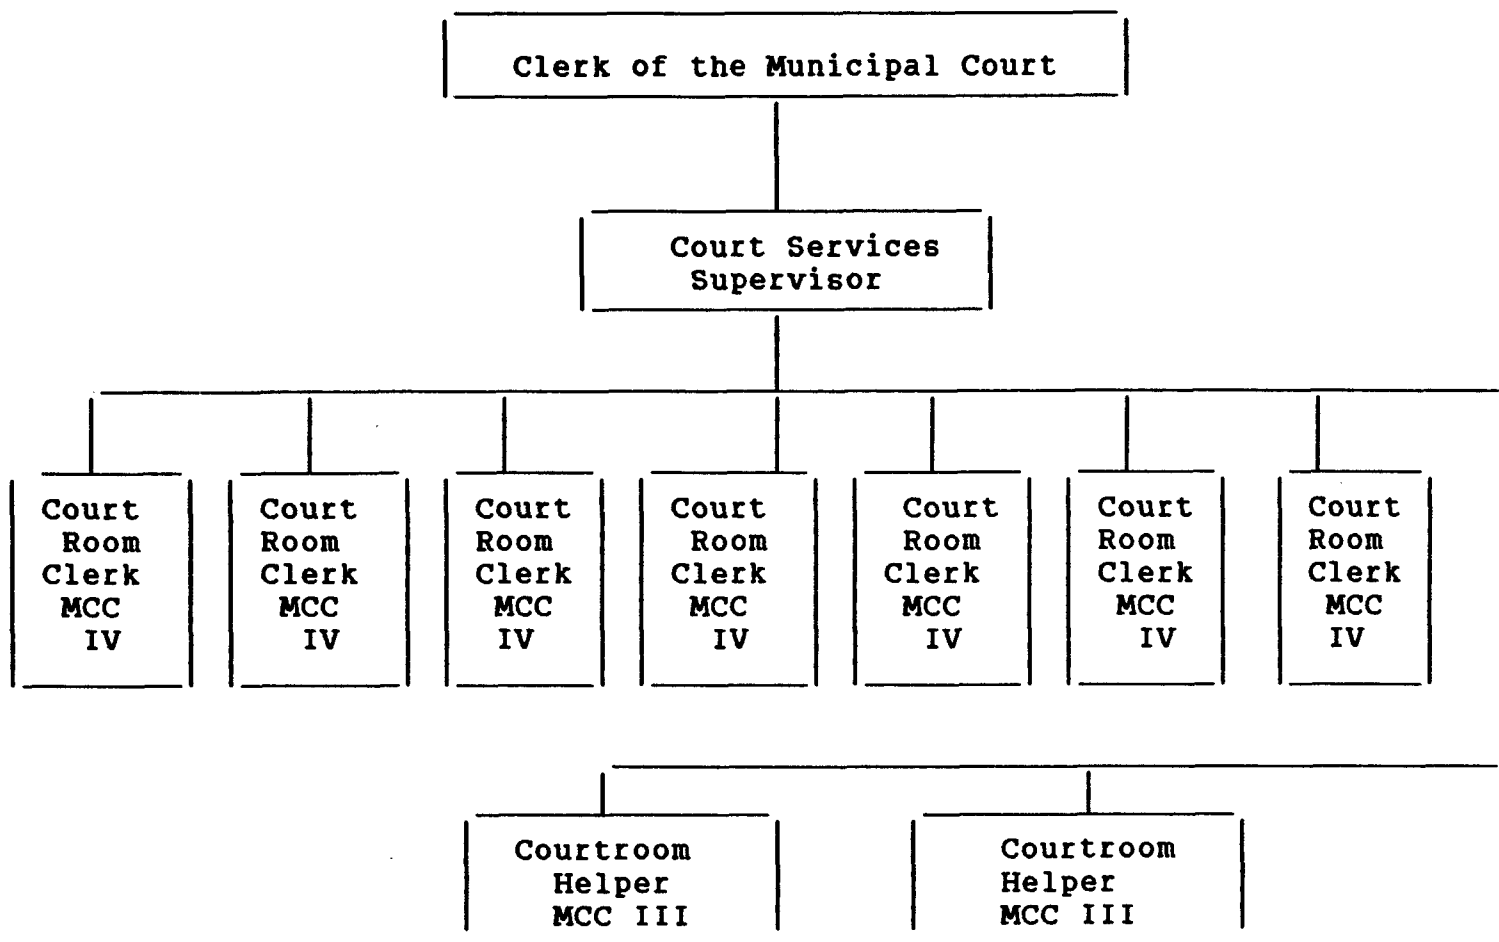 Clerk of the Municipal Court
Court Services
Supervisor
Court
Room
Clerk
MCC
IV
Court
Room
Clerk
MCC
IV
Court
Room
Clerk
MCC
IV
Court
Room
Clerk
MCC
IV
Court
Room
Clerk
MCC
IV
Court
Room
Clerk
MCC
IV
Court
Room
Clerk
MCC
IV
Courtroom
Helper
MCC III
Courtroom
Helper
MCC III